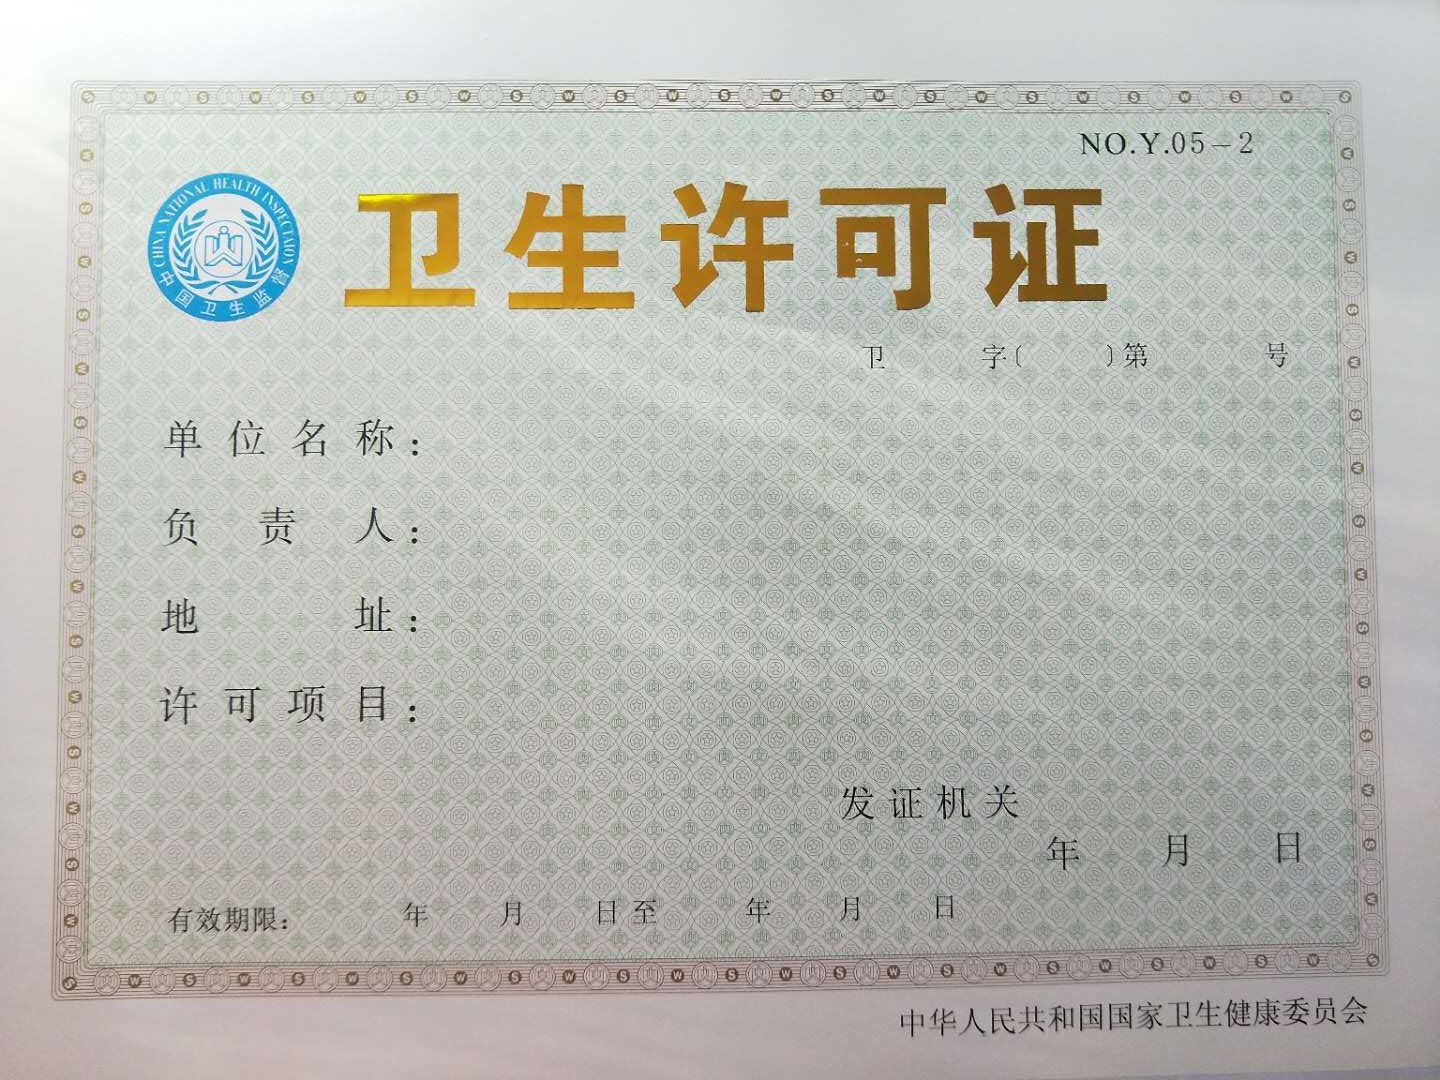 NO.Y.05-2
CHINA NATIONAL HEALTH INSPECTAION
中国卫生监督
卫生许可证
卫 字〔 〕第 号
单位名称：
负责人：
地址：
许可项目：
发证机关
年 月 日
有效期限： 年 月 日至 年 月 日
中华人民共和国国家卫生健康委员会